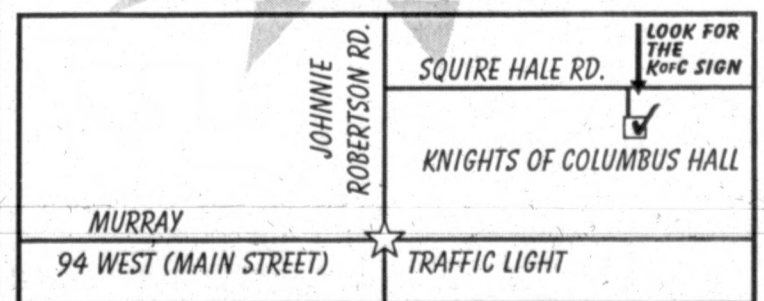 LOOK FOR
THE
KOFC SIGN
SQUIRE HALE RD.
JOHNNIE
ROBERTSON RD.
KNIGHTS OF COLUMBUS HALL
MURRAY
94 WEST (MAIN STREET)
TRAFFIC LIGHT